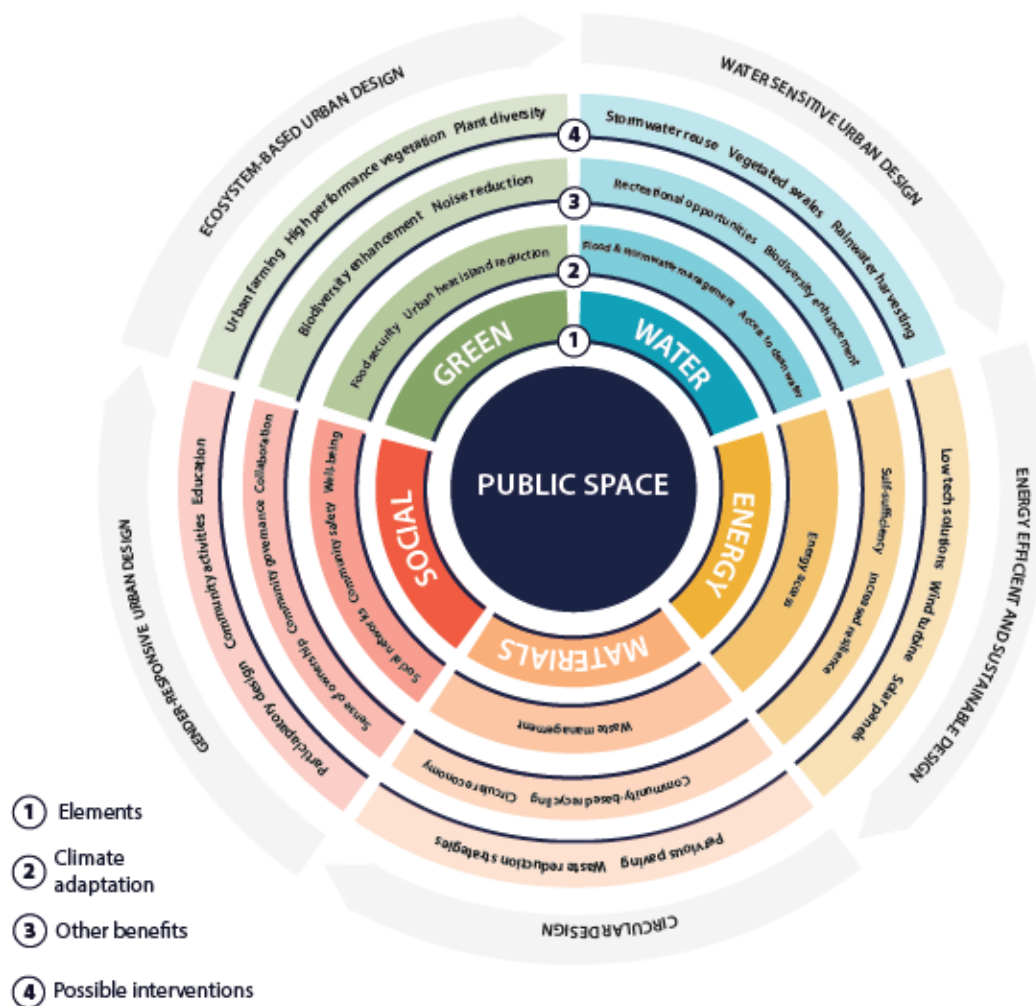 ECOSYSTEM-BASED URBAN DESIGN
WATER SENSITIVE URBAN DESIGN
ENERGY EFFICIENT AND SUSTAINABLE DESIGN
CIRCULAR DESIGN
GENDER-RESPONSIVE URBAN DESIGN
4
3
2
1
Urban farming High performance vegetation Plant diversity
Biodiversity enhancement Noise reduction
Food security Urban heat island reduction
GREEN
Stormwater reuse Vegetated swales Rainwater harvesting
Recreational opportunities Biodiversity enhancement
Flood & stormwater management Access to clean water
WATER
PUBLIC SPACE
ENERGY
Energy access
Self-sufficiency increased resilience
Low tech solutions Wind turbine Solar panels
MATERIALS
Waste management
Community-based recycling Circular economy
Pervious paving Waste reduction strategies
SOCIAL
Social networks Community safety Well-being
Sense of ownership Community governance Collaboration
Particiapatory design Community activities Education
1 Elements
2 Climate
adaptation
3 Other benefits
4 Possible interventions